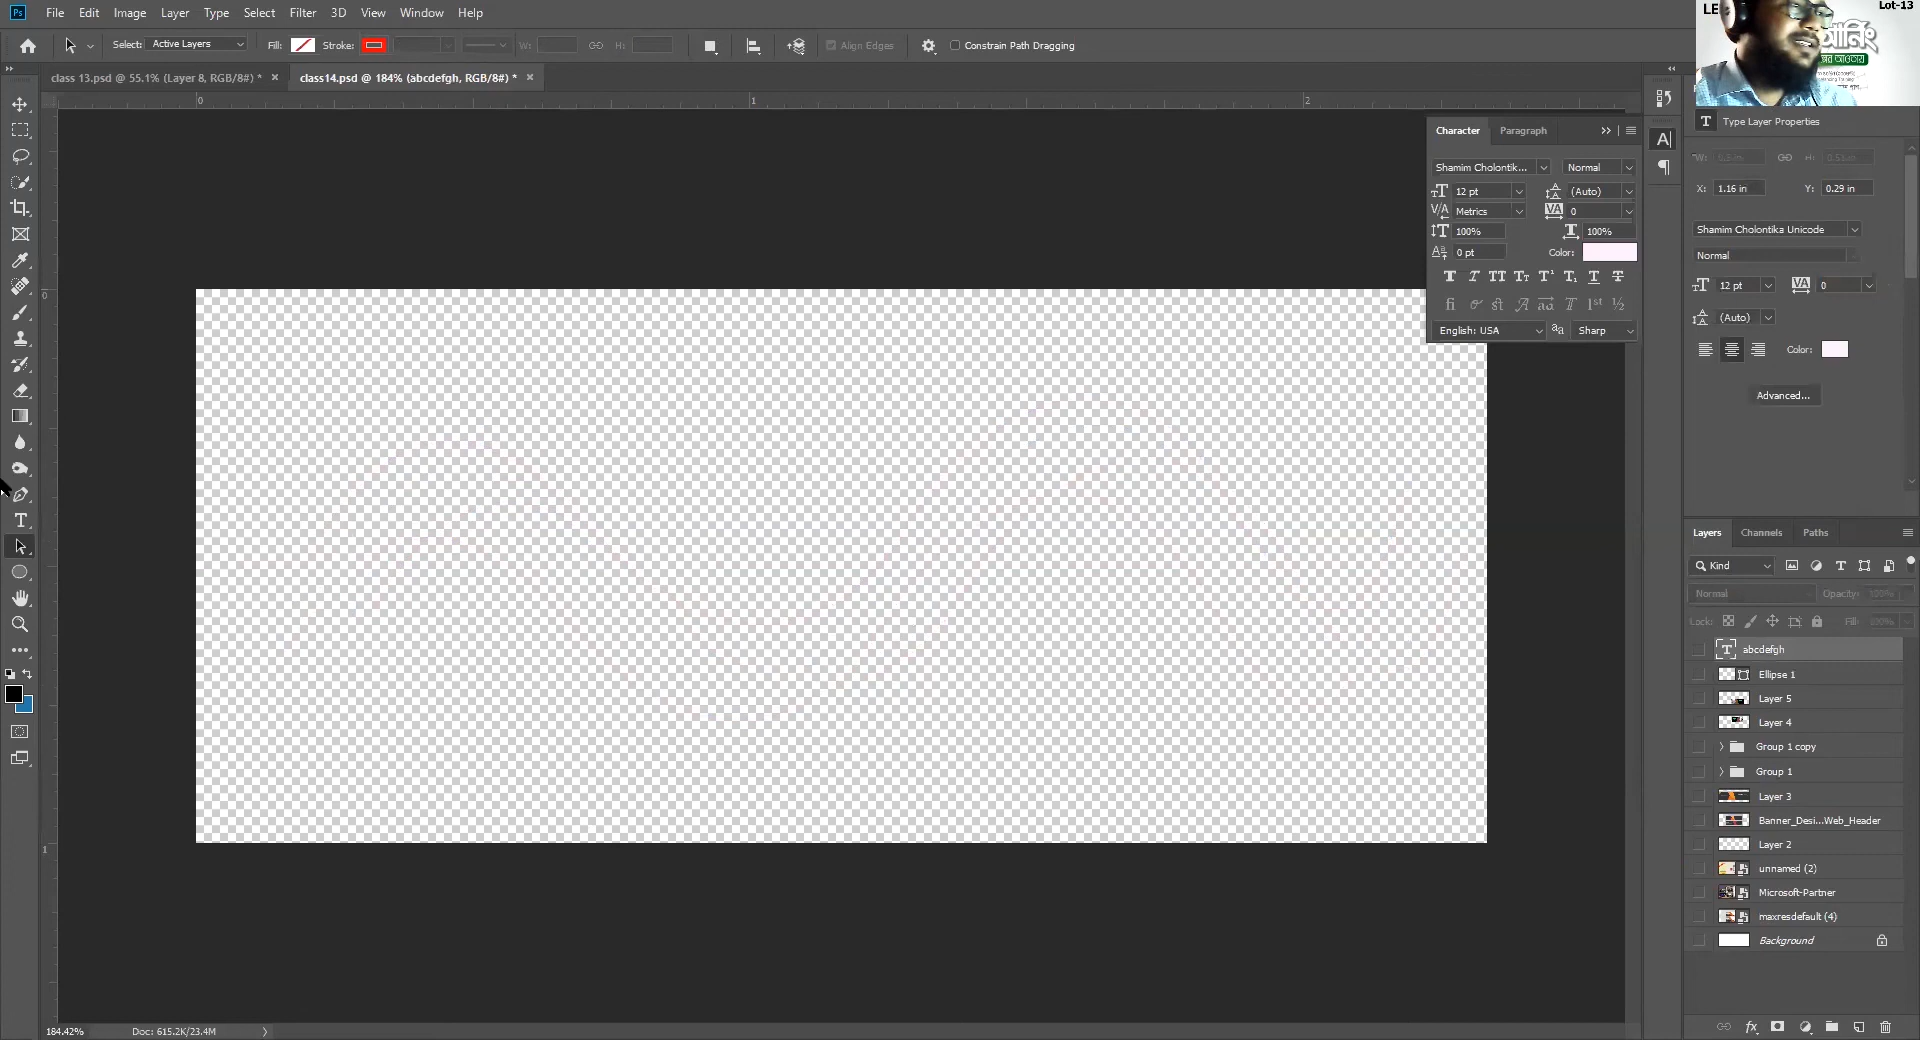 Ps File Edit Image Layer Type Select Filter 3D View Window Help
Select: Active Layers Fill: Stroke: W: H: Align Edges Constrain Path Dragging
class 13.psd @ 55.1% (Layer 8, RGB/8#) * × class14.psd @ 184% (abcdefgh, RGB/8#) * ×
0 1 2
0
1
LE
Lot-13
Character Paragraph
Shamim Cholontik... Normal
12 pt (Auto)
Metrics 0
100% 100%
0 pt Color:
English: USA Sharp
Type Layer Properties
W: H:
X: 1.16 in Y: 0.29 in
Shamim Cholontika Unicode
Normal
12 pt 0
(Auto)
Color:
Advanced...
Layers Channels Paths
Kind
Normal Opacity: 100%
Lock: Fill: 100%
abcdefgh
Ellipse 1
Layer 5
Layer 4
Group 1 copy
Group 1
Layer 3
Banner_Desi...Web_Header
Layer 2
unnamed (2)
Microsoft-Partner
maxresdefault (4)
Background
184.42% Doc: 615.2K/23.4M